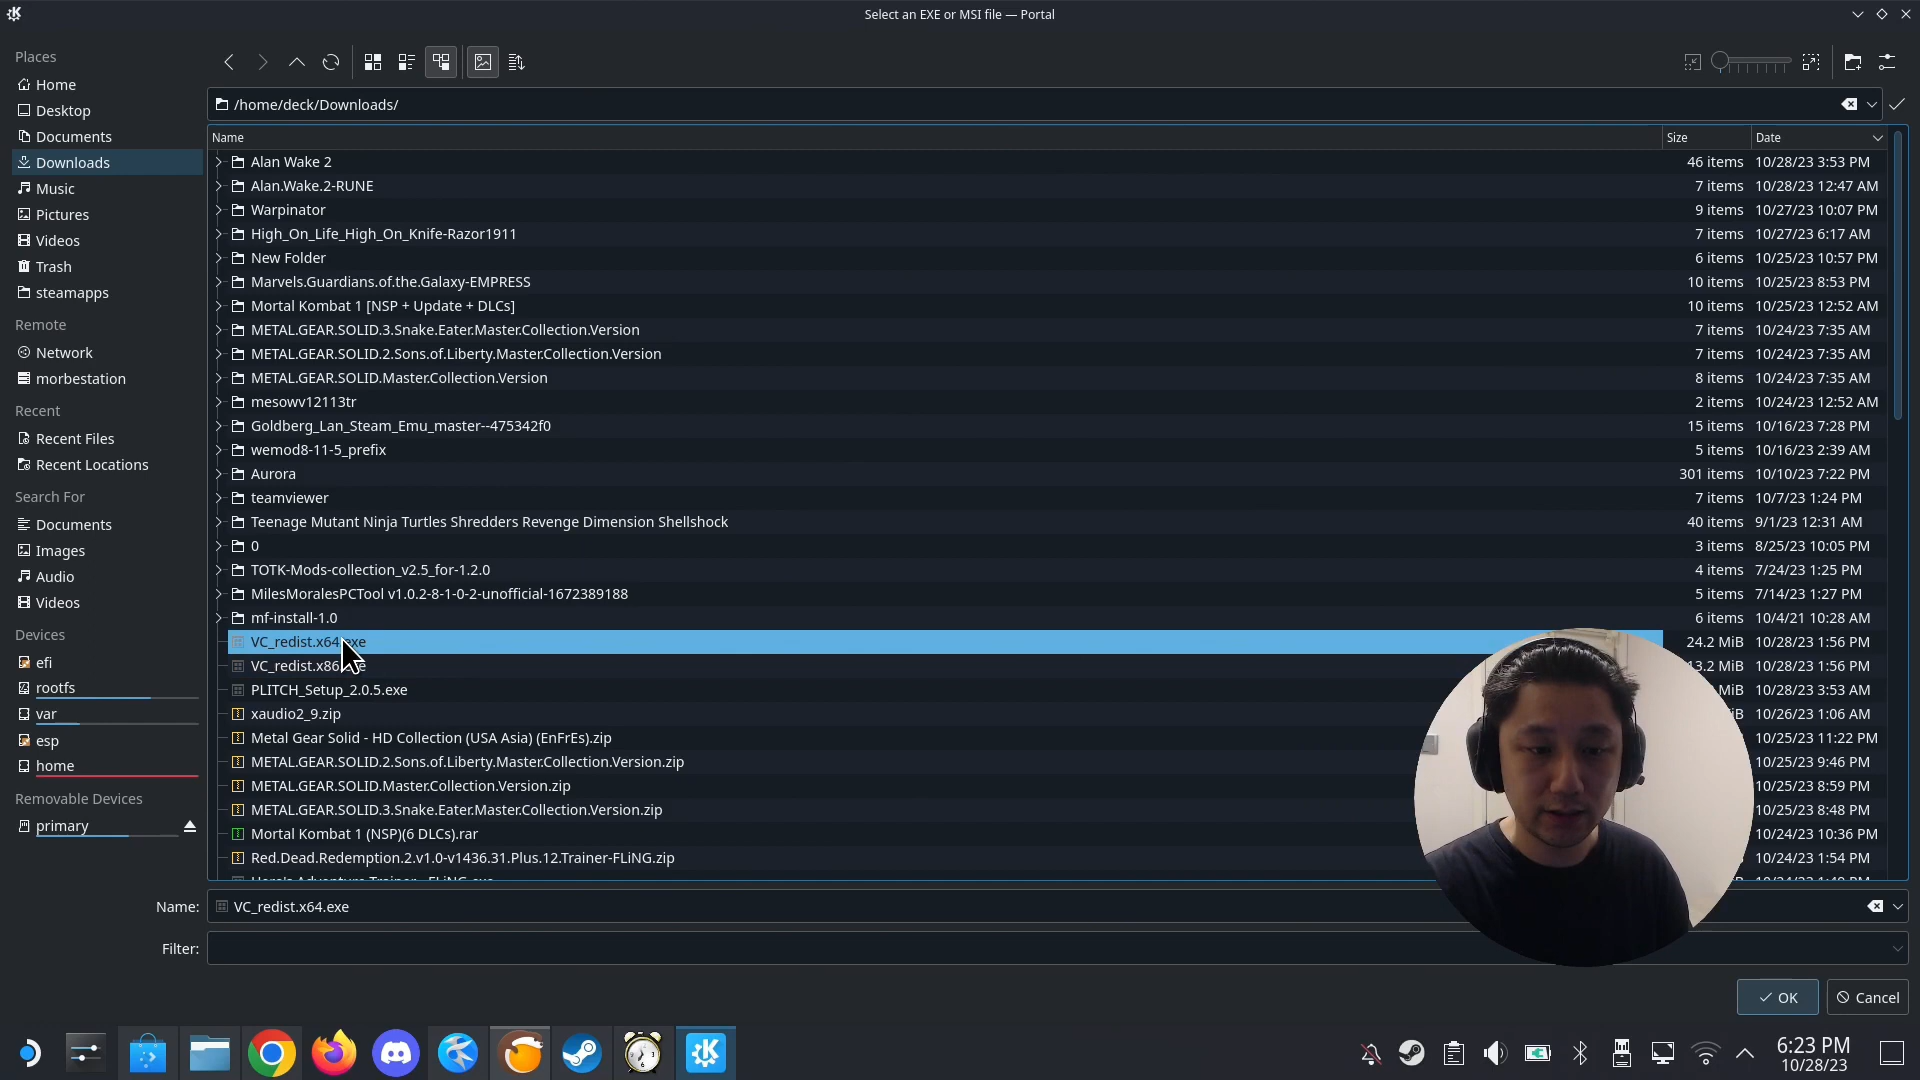 Select an EXE or MSI file — Portal
Places
Home
Desktop
Documents
Downloads
Music
Pictures
Videos
Trash
steamapps
Remote
Network
morbestation
Recent
Recent Files
Recent Locations
Search For
Documents
Images
Audio
Videos
Devices
efi
rootfs
var
esp
home
Removable Devices
primary
/home/deck/Downloads/
Name Size Date
Alan Wake 2 46 items 10/28/23 3:53 PM
Alan.Wake.2-RUNE 7 items 10/28/23 12:47 AM
Warpinator 9 items 10/27/23 10:07 PM
High_On_Life_High_On_Knife-Razor1911 7 items 10/27/23 6:17 AM
New Folder 6 items 10/25/23 10:57 PM
Marvels.Guardians.of.the.Galaxy-EMPRESS 10 items 10/25/23 8:53 PM
Mortal Kombat 1 [NSP + Update + DLCs] 10 items 10/25/23 12:52 AM
METAL.GEAR.SOLID.3.Snake.Eater.Master.Collection.Version 7 items 10/24/23 7:35 AM
METAL.GEAR.SOLID.2.Sons.of.Liberty.Master.Collection.Version 7 items 10/24/23 7:35 AM
METAL.GEAR.SOLID.Master.Collection.Version 8 items 10/24/23 7:35 AM
mesowv12113tr 2 items 10/24/23 12:52 AM
Goldberg_Lan_Steam_Emu_master--475342f0 15 items 10/16/23 7:28 PM
wemod8-11-5_prefix 5 items 10/16/23 2:39 AM
Aurora 301 items 10/10/23 7:22 PM
teamviewer 7 items 10/7/23 1:24 PM
Teenage Mutant Ninja Turtles Shredders Revenge Dimension Shellshock 40 items 9/1/23 12:31 AM
0 3 items 8/25/23 10:05 PM
TOTK-Mods-collection_v2.5_for-1.2.0 4 items 7/24/23 1:25 PM
MilesMoralesPCTool v1.0.2-8-1-0-2-unofficial-1672389188 5 items 7/14/23 1:27 PM
mf-install-1.0 6 items 10/4/21 10:28 AM
VC_redist.x64.exe 24.2 MiB 10/28/23 1:56 PM
VC_redist.x86 13.2 MiB 10/28/23 1:56 PM
PLITCH_Setup_2.0.5.exe MiB 10/28/23 3:53 AM
xaudio2_9.zip 10/26/23 1:06 AM
Metal Gear Solid - HD Collection (USA Asia) (EnFrEs).zip 10/25/23 11:22 PM
METAL.GEAR.SOLID.2.Sons.of.Liberty.Master.Collection.Version.zip 10/25/23 9:46 PM
METAL.GEAR.SOLID.Master.Collection.Version.zip 10/25/23 8:59 PM
METAL.GEAR.SOLID.3.Snake.Eater.Master.Collection.Version.zip 10/25/23 8:48 PM
Mortal Kombat 1 (NSP)(6 DLCs).rar 10/24/23 10:36 PM
Red.Dead.Redemption.2.v1.0-v1436.31.Plus.12.Trainer-FLiNG.zip 10/24/23 1:54 PM
Name: VC_redist.x64.exe
Filter:
OK Cancel
6:23 PM
10/28/23